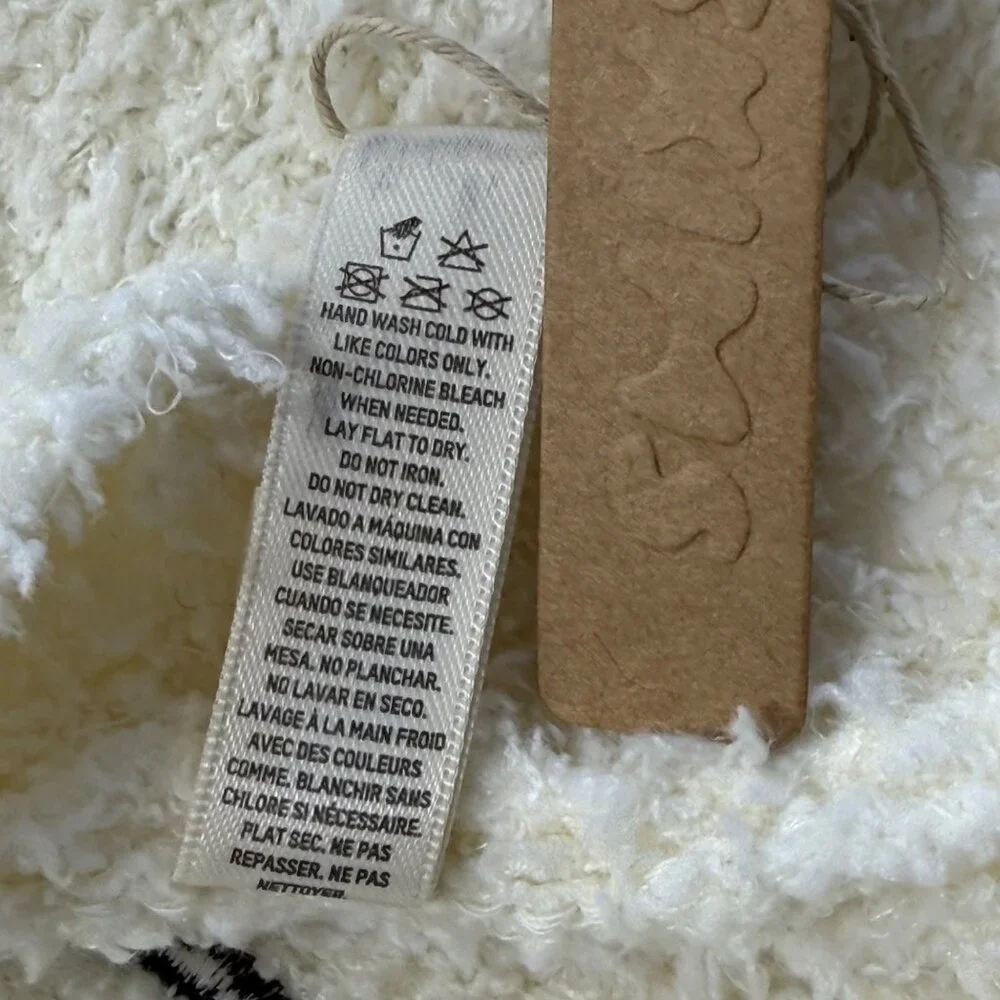 HAND WASH COLD WITH
LIKE COLORS ONLY.
NON-CHLORINE BLEACH
WHEN NEEDED.
LAY FLAT TO DRY.
DO NOT IRON.
DO NOT DRY CLEAN.
LAVADO A MÁQUINA CON
COLORES SIMILARES.
USE BLANQUEADOR
CUANDO SE NECESITE.
SECAR SOBRE UNA
MESA. NO PLANCHAR.
NO LAVAR EN SECO.
LAVAGE À LA MAIN FROID
AVEC DES COULEURS
COMME. BLANCHIR SANS
CHLORE SI NÉCESSAIRE.
PLAT SEC. NE PAS
REPASSER. NE PAS
NETTOYER.